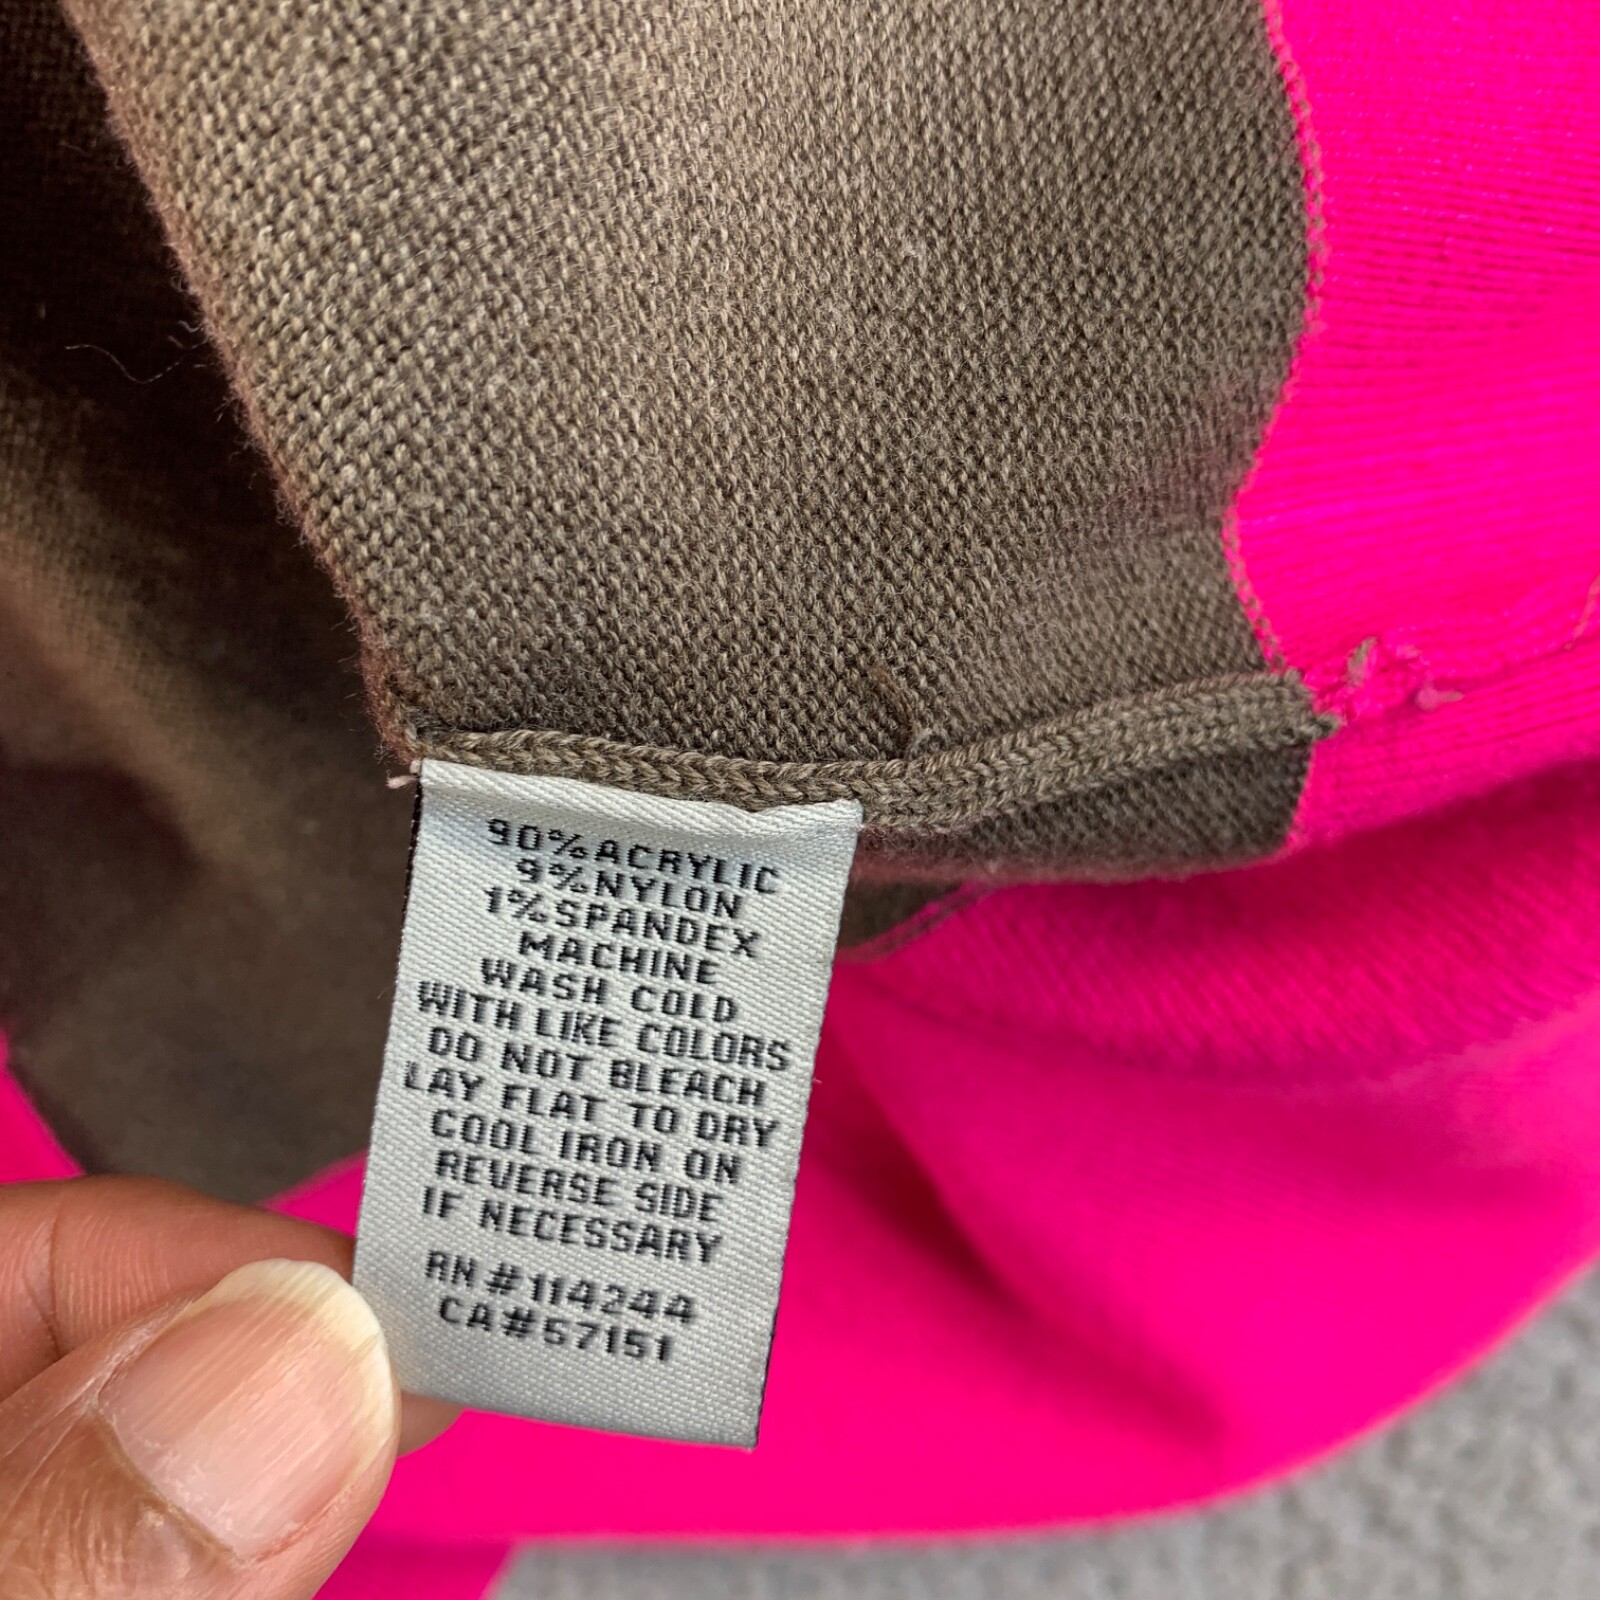 90% ACRYLIC
9% NYLON
1% SPANDEX
MACHINE
WASH COLD
WITH LIKE COLORS
DO NOT BLEACH
LAY FLAT TO DRY
COOL IRON ON
REVERSE SIDE
IF NECESSARY
RN #114244
CA#57151